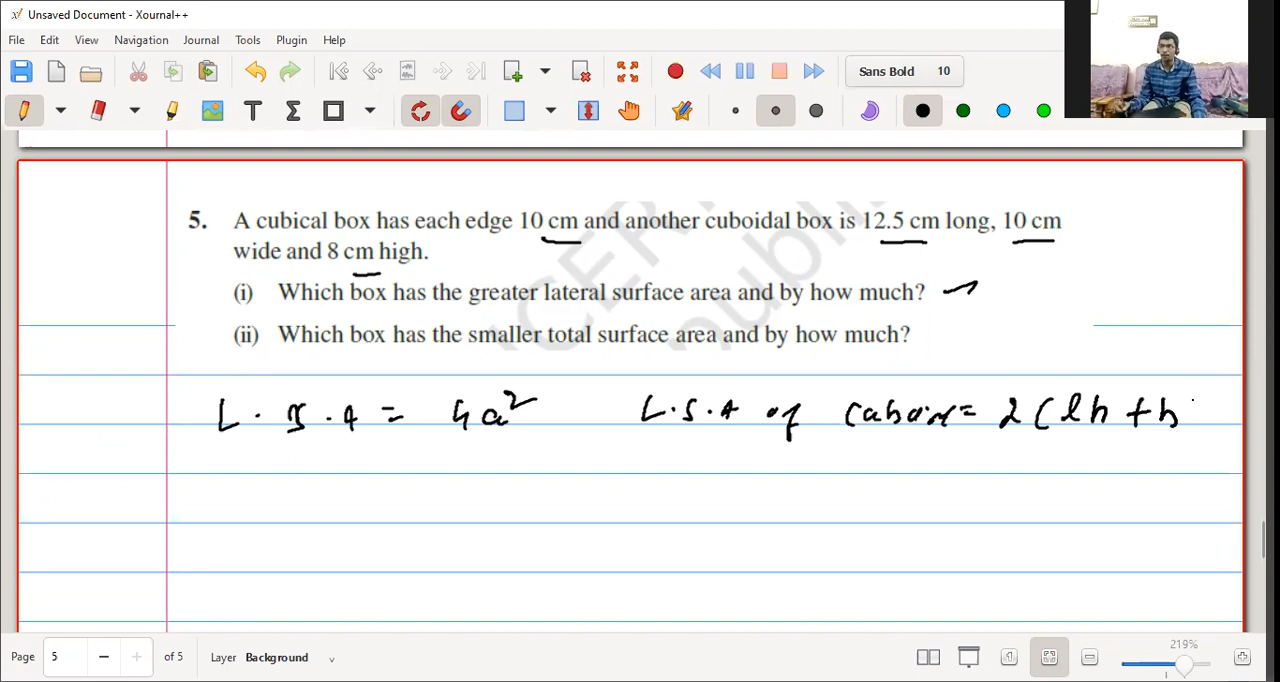 Unsaved Document - Xournal++
File Edit View Navigation Journal Tools Plugin Help
Sans Bold 10
5. A cubical box has each edge 10 cm and another cuboidal box is 12.5 cm long, 10 cm
wide and 8 cm high.
(i) Which box has the greater lateral surface area and by how much?
(ii) Which box has the smaller total surface area and by how much?
L.S.A = 4a² L.S.A of = 2(lh + b
Page 5 of 5 Layer Background 219%